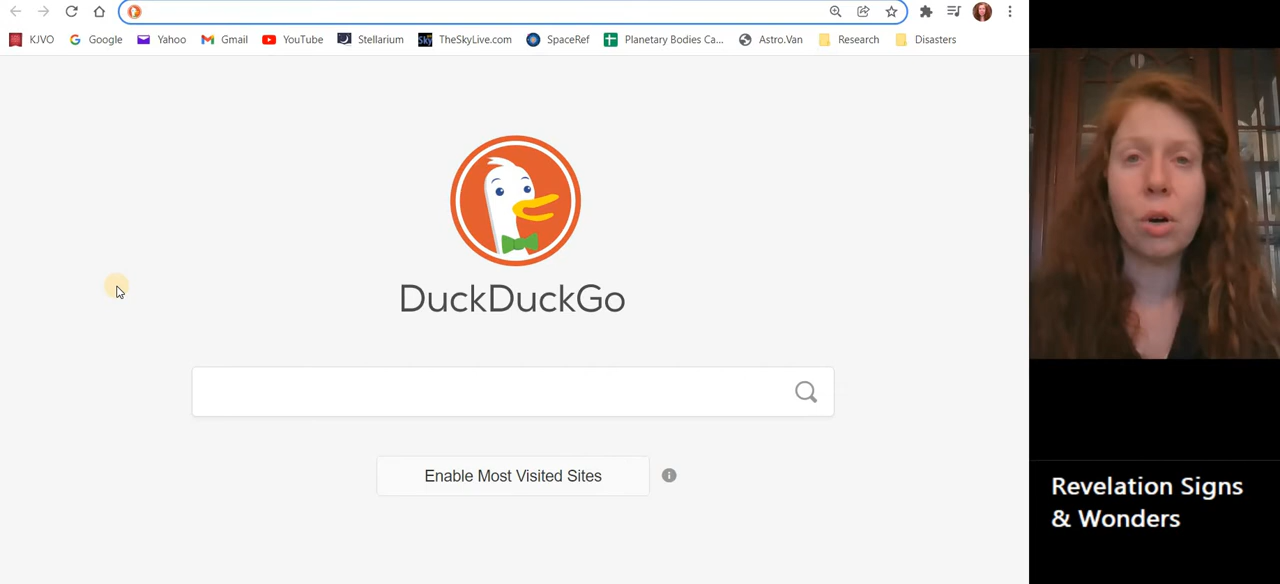 KJVO Google Yahoo Gmail YouTube Stellarium TheSkyLive.com SpaceRef Planetary Bodies Ca... Astro.Van Research Disasters
DuckDuckGo
Enable Most Visited Sites
Revelation Signs
& Wonders